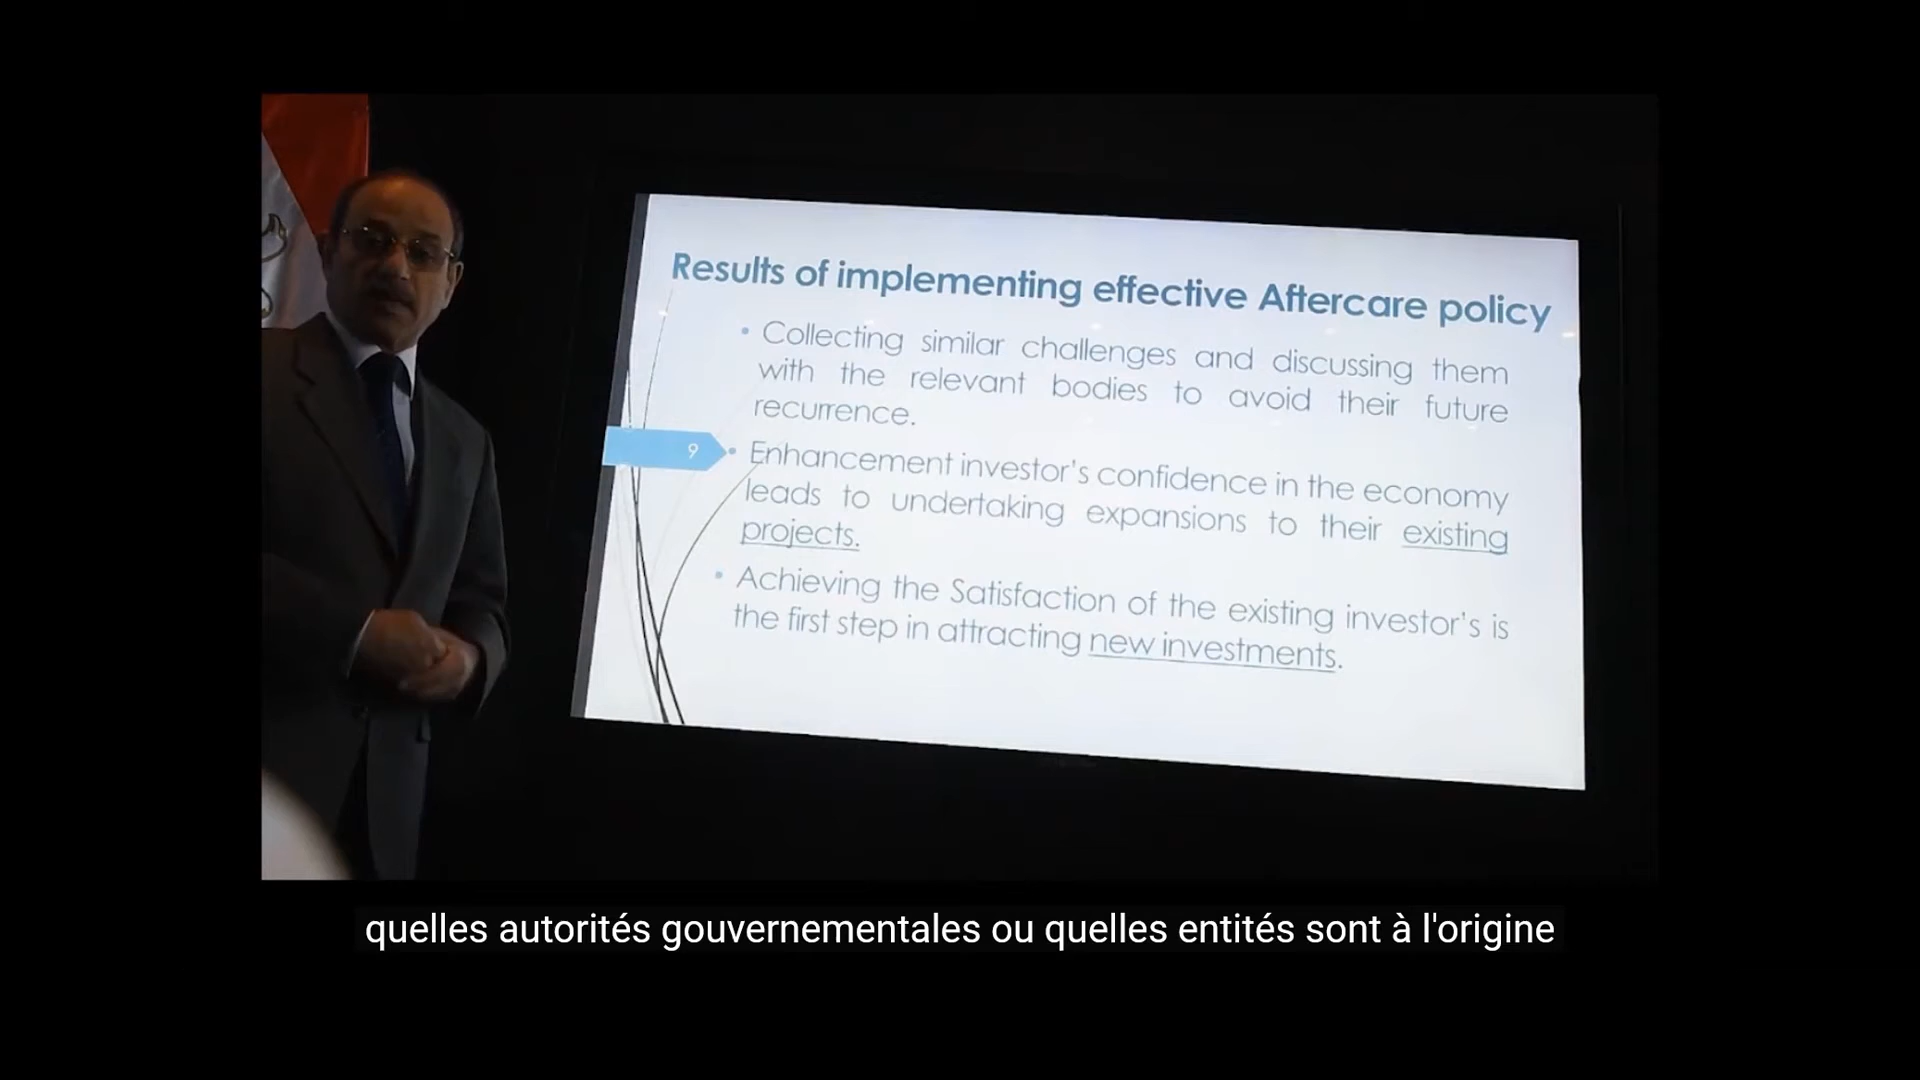 Results of implementing effective Aftercare policy
• Collecting similar challenges and discussing them
with the relevant bodies to avoid their future
recurrence.
9
• Enhancement investor's confidence in the economy
leads to undertaking expansions to their existing
projects.
• Achieving the Satisfaction of the existing investor's is
the first step in attracting new investments.
quelles autorités gouvernementales ou quelles entités sont à l'origine